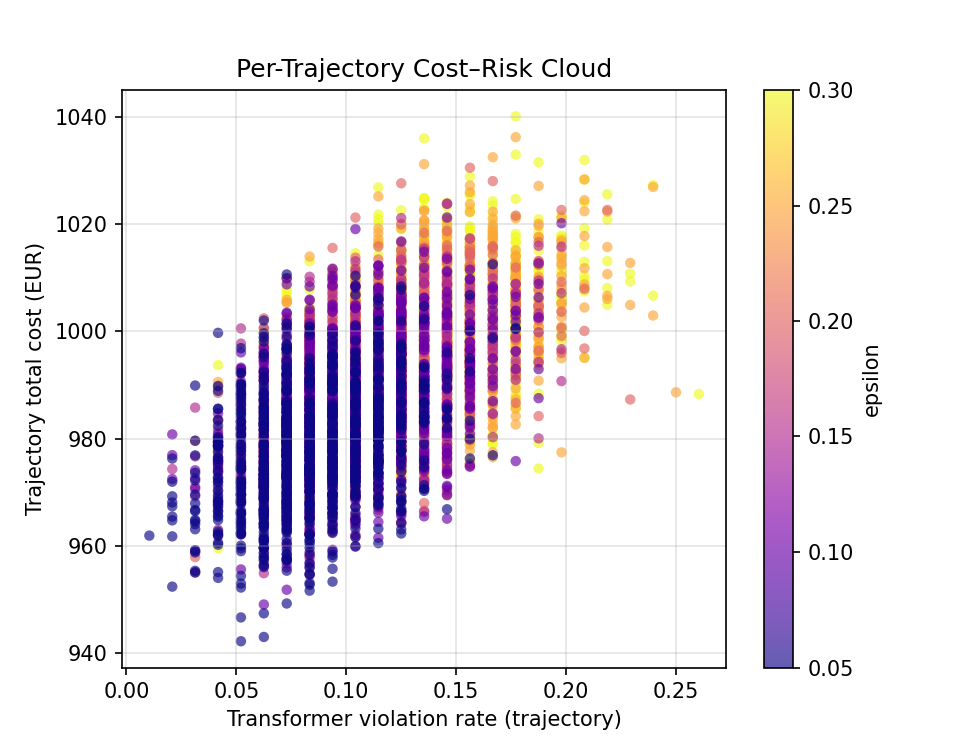 Per-Trajectory Cost–Risk Cloud
Trajectory total cost (EUR)
1040
1020
1000
980
960
940
0.00 0.05 0.10 0.15 0.20 0.25
Transformer violation rate (trajectory)
0.30
0.25
0.20
0.15
0.10
0.05
epsilon